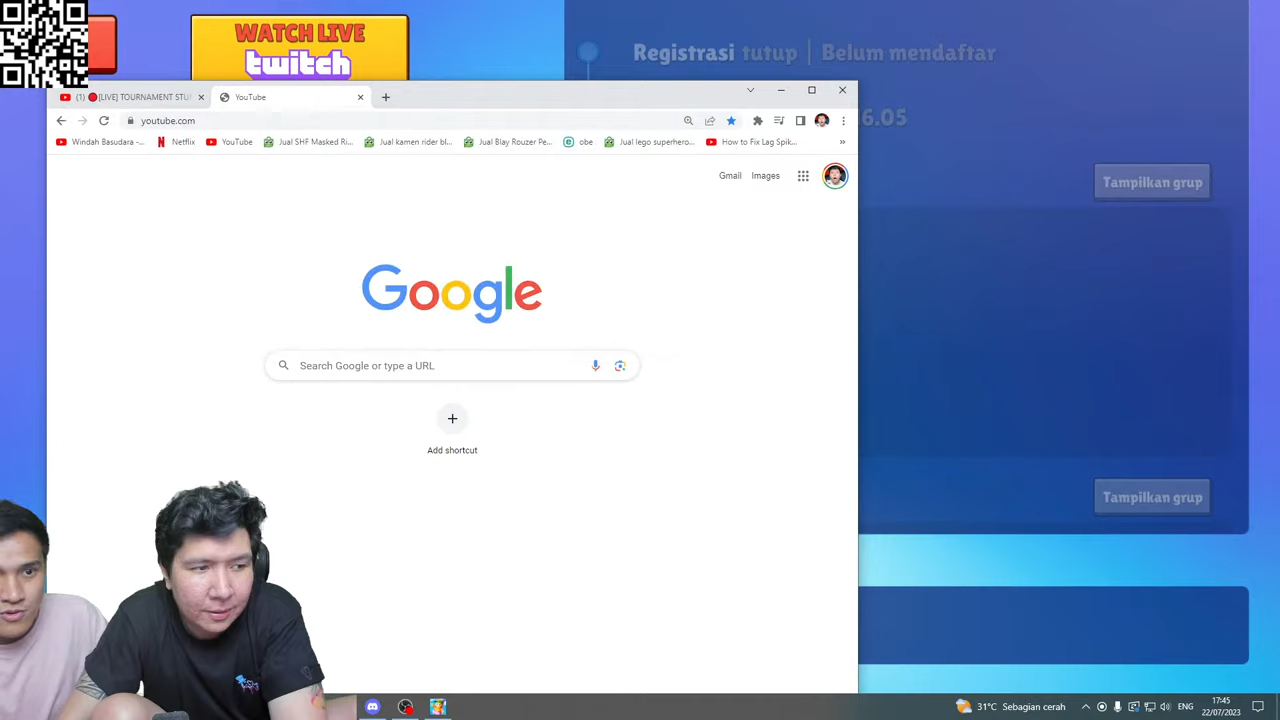 WATCH LIVE
twitch
Registrasi tutup | Belum mendaftar
6.05
(1) 🔴[LIVE] TOURNAMENT STU
YouTube
youtube.com
Windah Basudara -...
Netflix
YouTube
Jual SHF Masked Ri...
Jual kamen rider bl...
Jual Blay Rouzer Pe...
obe
Jual lego superhero...
How to Fix Lag Spik...
»
Gmail
Images
Tampilkan grup
Google
Search Google or type a URL
Add shortcut
Tampilkan grup
31°C Sebagian cerah
ENG
17:45
22/07/2023